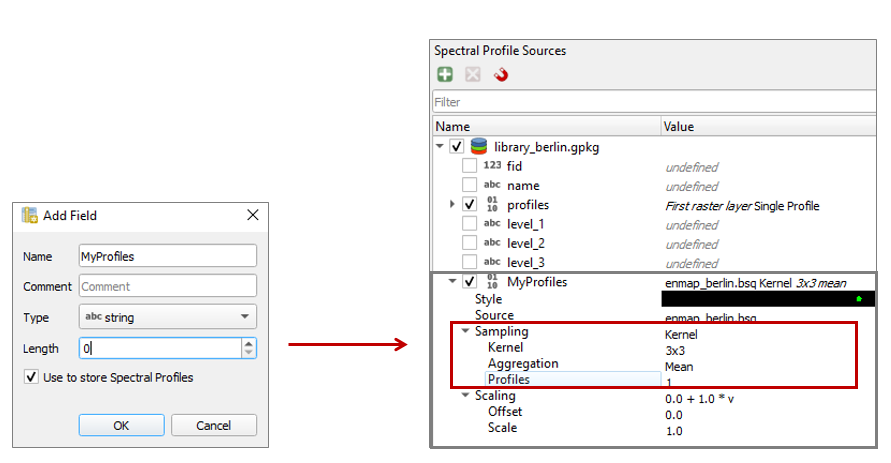 Spectral Profile Sources
Filter
Name Value
library_berlin.gpkg
123 fid undefined
abc name undefined
01 10 profiles First raster layer Single Profile
abc level_1 undefined
abc level_2 undefined
abc level_3 undefined
01 10 MyProfiles enmap_berlin.bsq Kernel 3x3 mean
Style
Source enmap_berlin.bsq
Sampling Kernel
Kernel 3x3
Aggregation Mean
Profiles 1
Scaling 0.0 + 1.0 * v
Offset 0.0
Scale 1.0
Add Field
Name MyProfiles
Comment Comment
Type abc string
Length 0
Use to store Spectral Profiles
OK Cancel